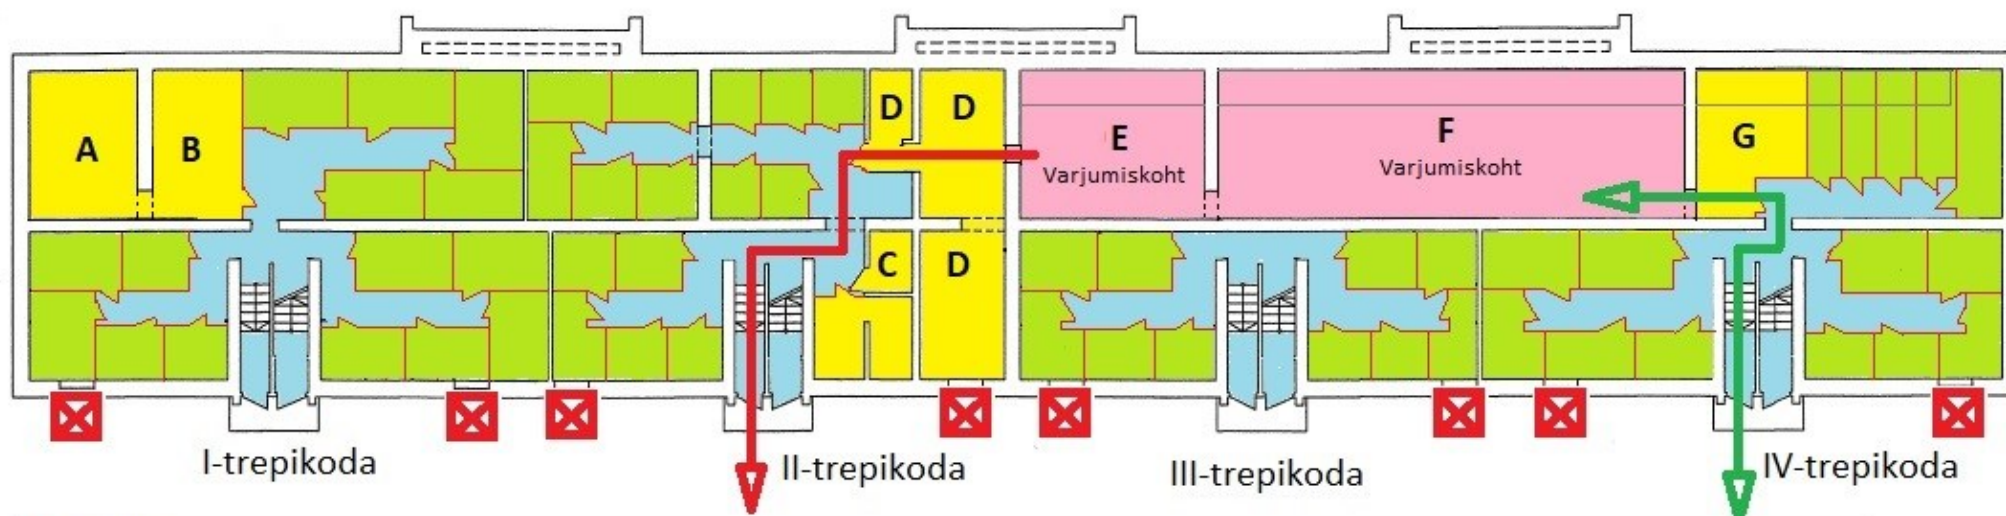 A
B
D
D
E
Varjumiskoht
F
Varjumiskoht
G
C
D
I-trepikoda
II-trepikoda
III-trepikoda
IV-trepikoda